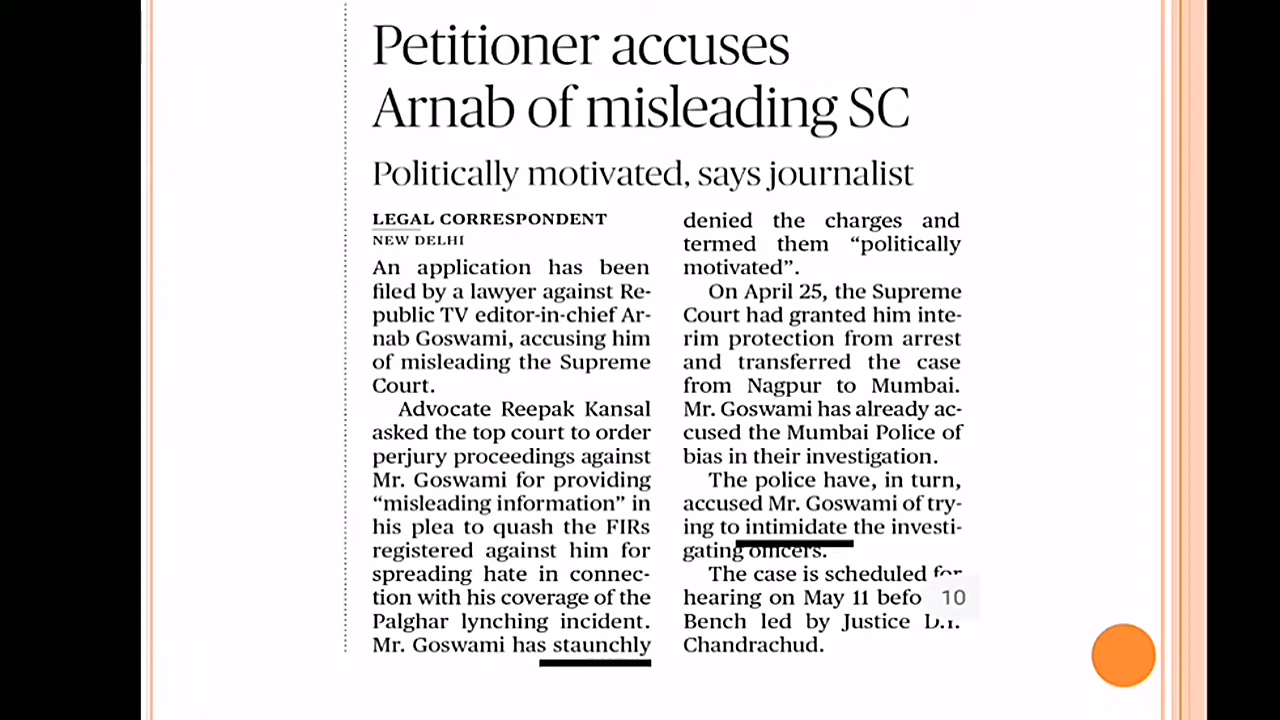 Petitioner accuses
Arnab of misleading SC
Politically motivated, says journalist
LEGAL CORRESPONDENT
NEW DELHI
An application has been
filed by a lawyer against Re-
public TV editor-in-chief Ar-
nab Goswami, accusing him
of misleading the Supreme
Court.
Advocate Reepak Kansal
asked the top court to order
perjury proceedings against
Mr. Goswami for providing
“misleading information” in
his plea to quash the FIRs
registered against him for
spreading hate in connec-
tion with his coverage of the
Palghar lynching incident.
Mr. Goswami has staunchly
denied the charges and
termed them “politically
motivated”.
On April 25, the Supreme
Court had granted him inte-
rim protection from arrest
and transferred the case
from Nagpur to Mumbai.
Mr. Goswami has already ac-
cused the Mumbai Police of
bias in their investigation.
The police have, in turn,
accused Mr. Goswami of try-
ing to intimidate the investi-
gating officers.
The case is scheduled for
hearing on May 11 befo
Bench led by Justice D.Y.
Chandrachud.
10